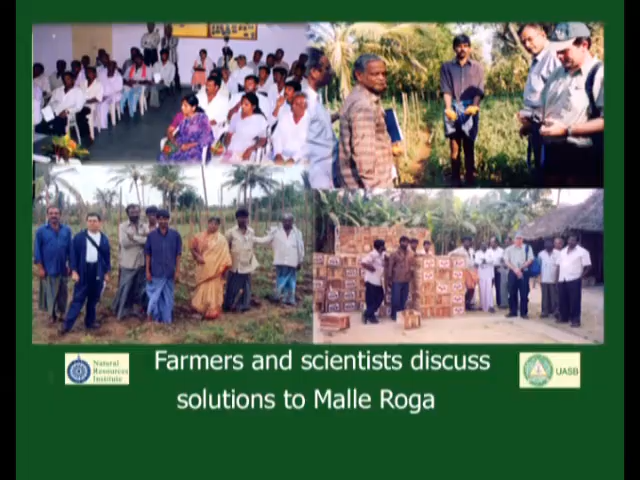 Natural
Resources
Institute
Farmers and scientists discuss
solutions to Malle Roga
UASB